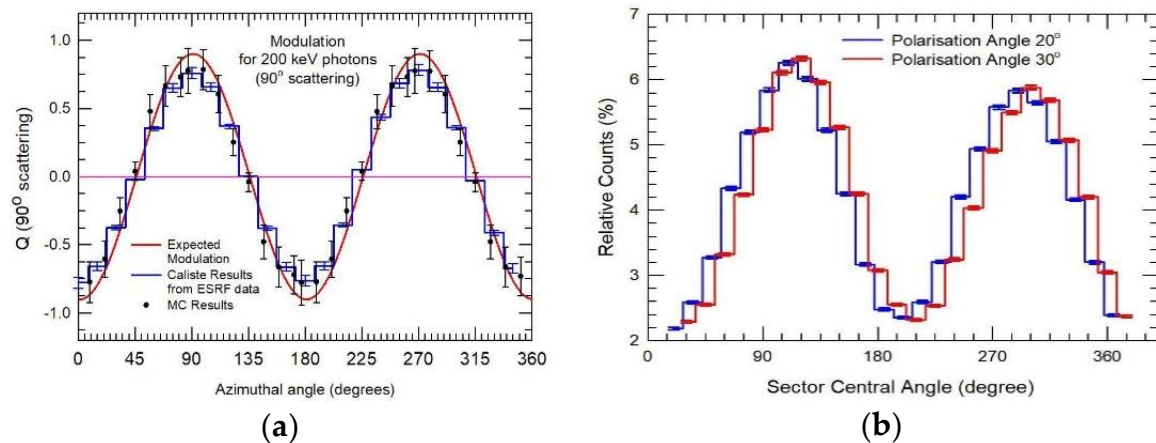 Modulation
for 200 keV photons
(90° scattering)
Q (90° scattering)
1.0
0.5
0.0
-0.5
-1.0
Expected
Modulation
Caliste Results
from ESRF data
MC Results
0 45 90 135 180 225 270 315 360
Azimuthal angle (degrees)
(a)
Polarisation Angle 20°
Polarisation Angle 30°
Relative Counts (%)
7
6
5
4
3
2
0 90 180 270 360
Sector Central Angle (degree)
(b)